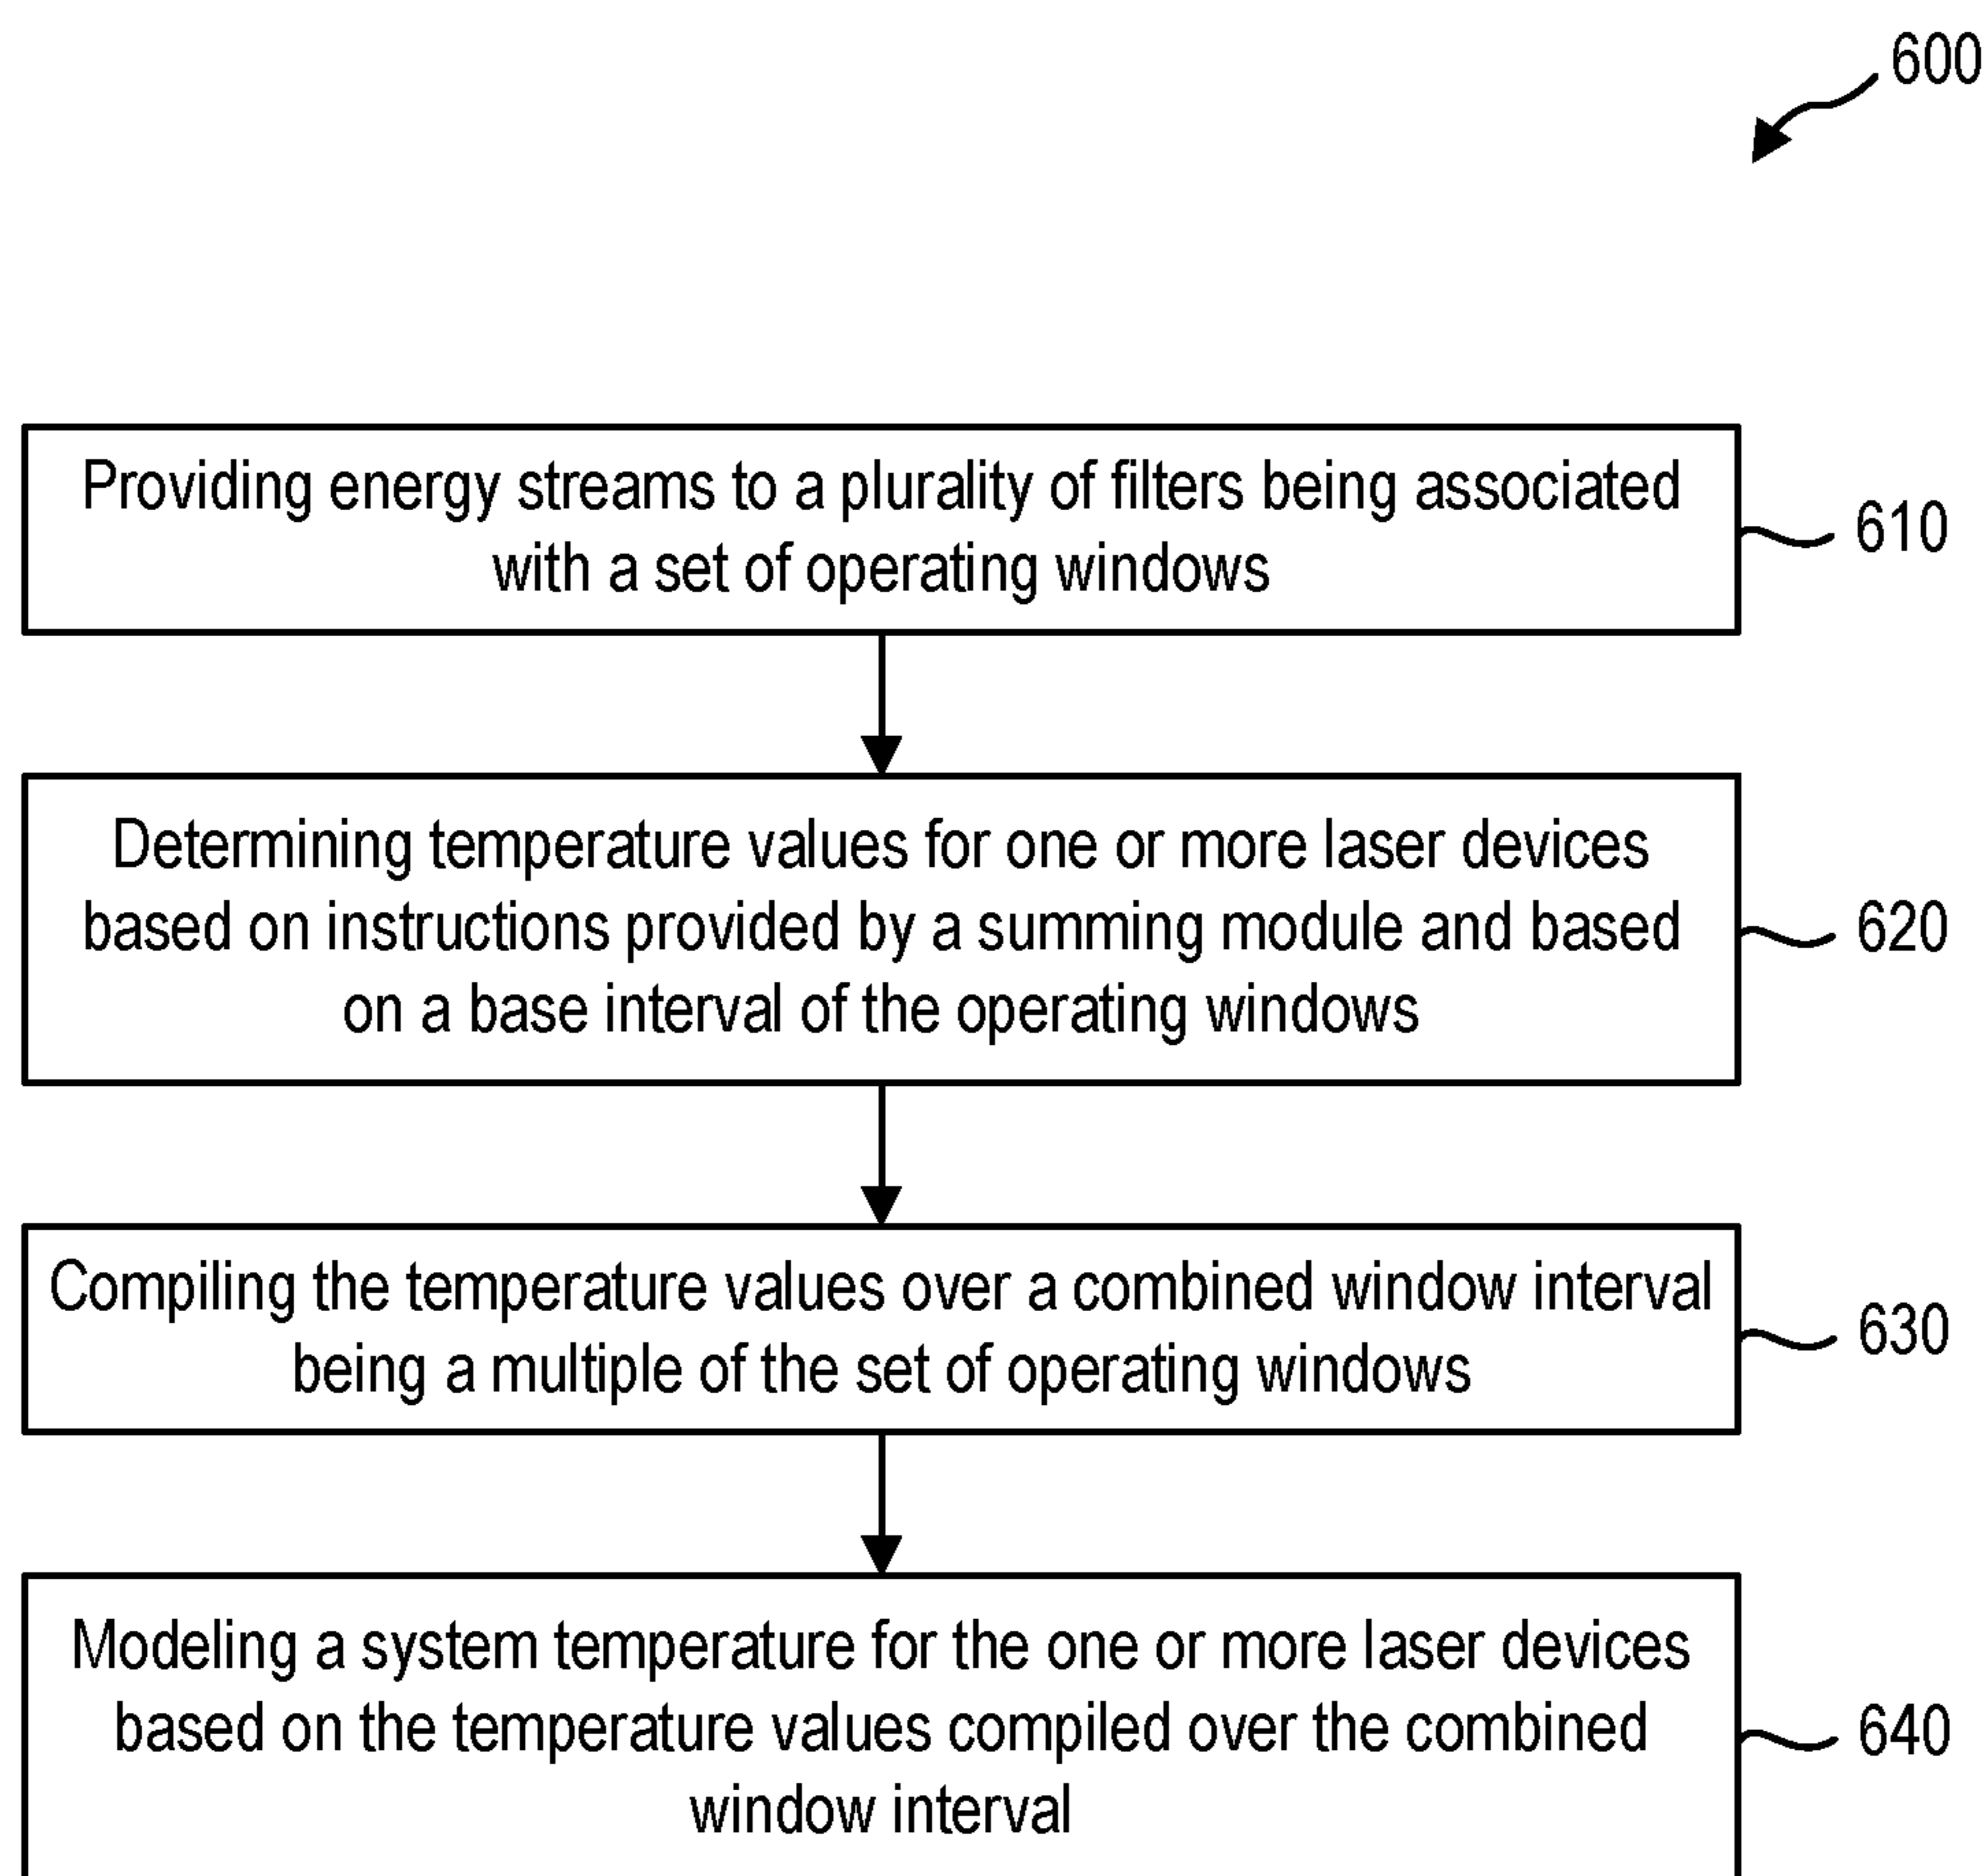 600
Providing energy streams to a plurality of filters being associated
with a set of operating windows
610
Determining temperature values for one or more laser devices
based on instructions provided by a summing module and based
on a base interval of the operating windows
620
Compiling the temperature values over a combined window interval
being a multiple of the set of operating windows
630
Modeling a system temperature for the one or more laser devices
based on the temperature values compiled over the combined
window interval
640